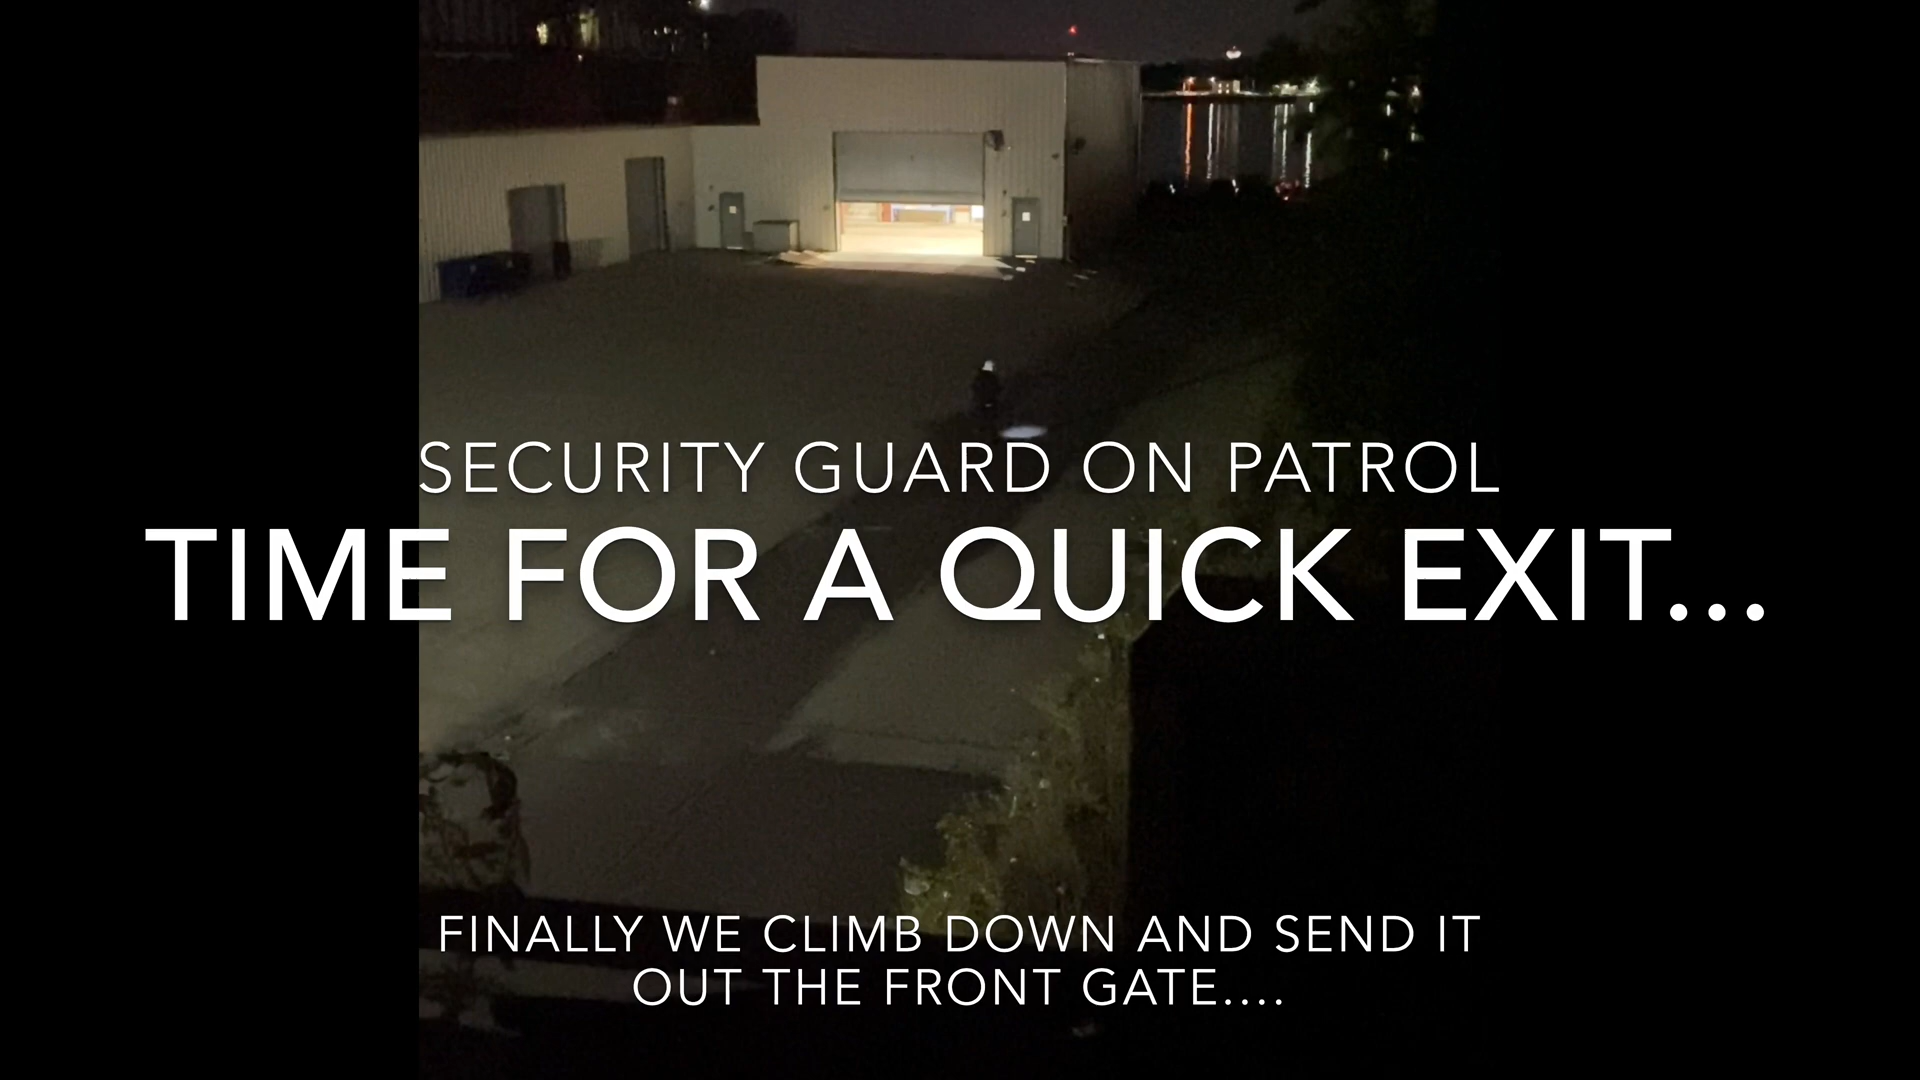 SECURITY GUARD ON PATROL
TIME FOR A QUICK EXIT...
FINALLY WE CLIMB DOWN AND SEND IT
OUT THE FRONT GATE....